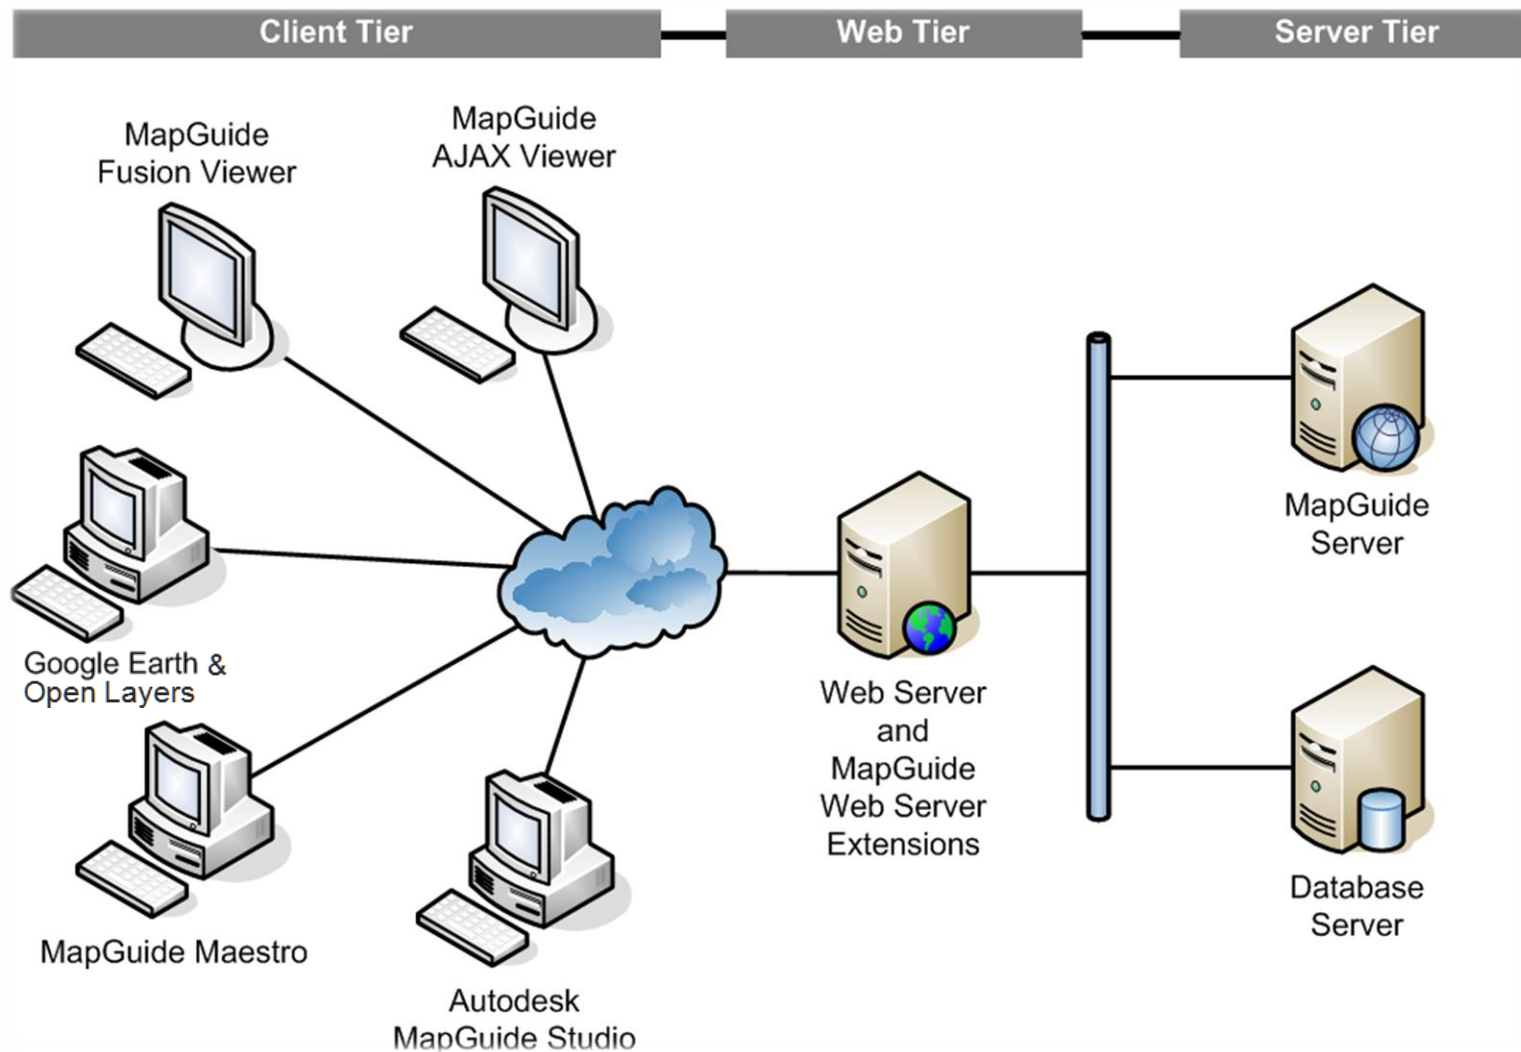 Client Tier
Web Tier
Server Tier
MapGuide
Fusion Viewer
MapGuide
AJAX Viewer
Google Earth &
Open Layers
MapGuide Maestro
Autodesk
MapGuide Studio
Web Server
and
MapGuide
Web Server
Extensions
MapGuide
Server
Database
Server